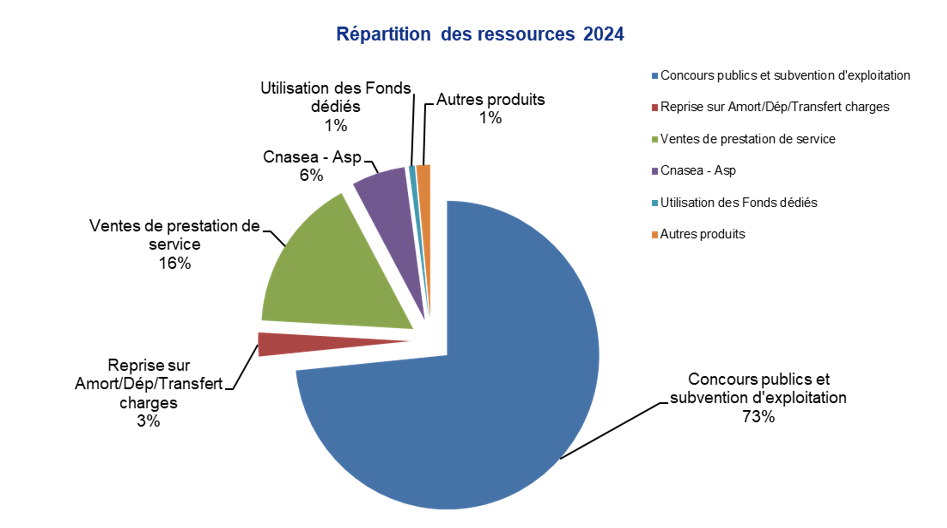 Répartition des ressources 2024
Utilisation des Fonds
dédiés
1%
Autres produits
1%
Cnasea - Asp
6%
Ventes de prestation de
service
16%
Reprise sur
Amort/Dép/Transfert
charges
3%
Concours publics et
subvention d'exploitation
73%
Concours publics et subvention d'exploitation
Reprise sur Amort/Dép/Transfert charges
Ventes de prestation de service
Cnasea - Asp
Utilisation des Fonds dédiés
Autres produits